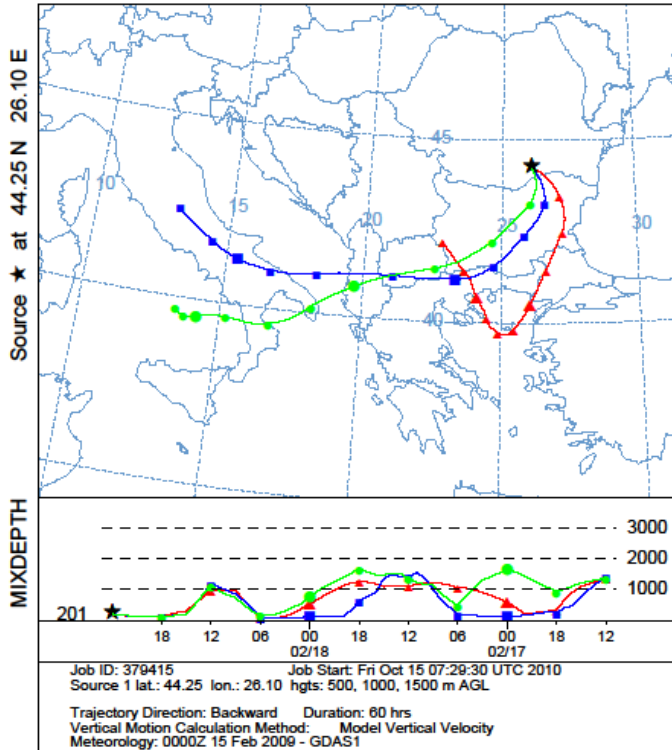 Source ★ at 44.25 N 26.10 E
45
10
15
20
25
30
40
MIXDEPTH
3000
2000
1000
201
18 12 06 00 18 12 06 00 18 12
02/18 02/17
Job ID: 379415 Job Start: Fri Oct 15 07:29:30 UTC 2010
Source 1 lat.: 44.25 lon.: 26.10 hgts: 500, 1000, 1500 m AGL
Trajectory Direction: Backward Duration: 60 hrs
Vertical Motion Calculation Method: Model Vertical Velocity
Meteorology: 0000Z 15 Feb 2009 - GDAS1